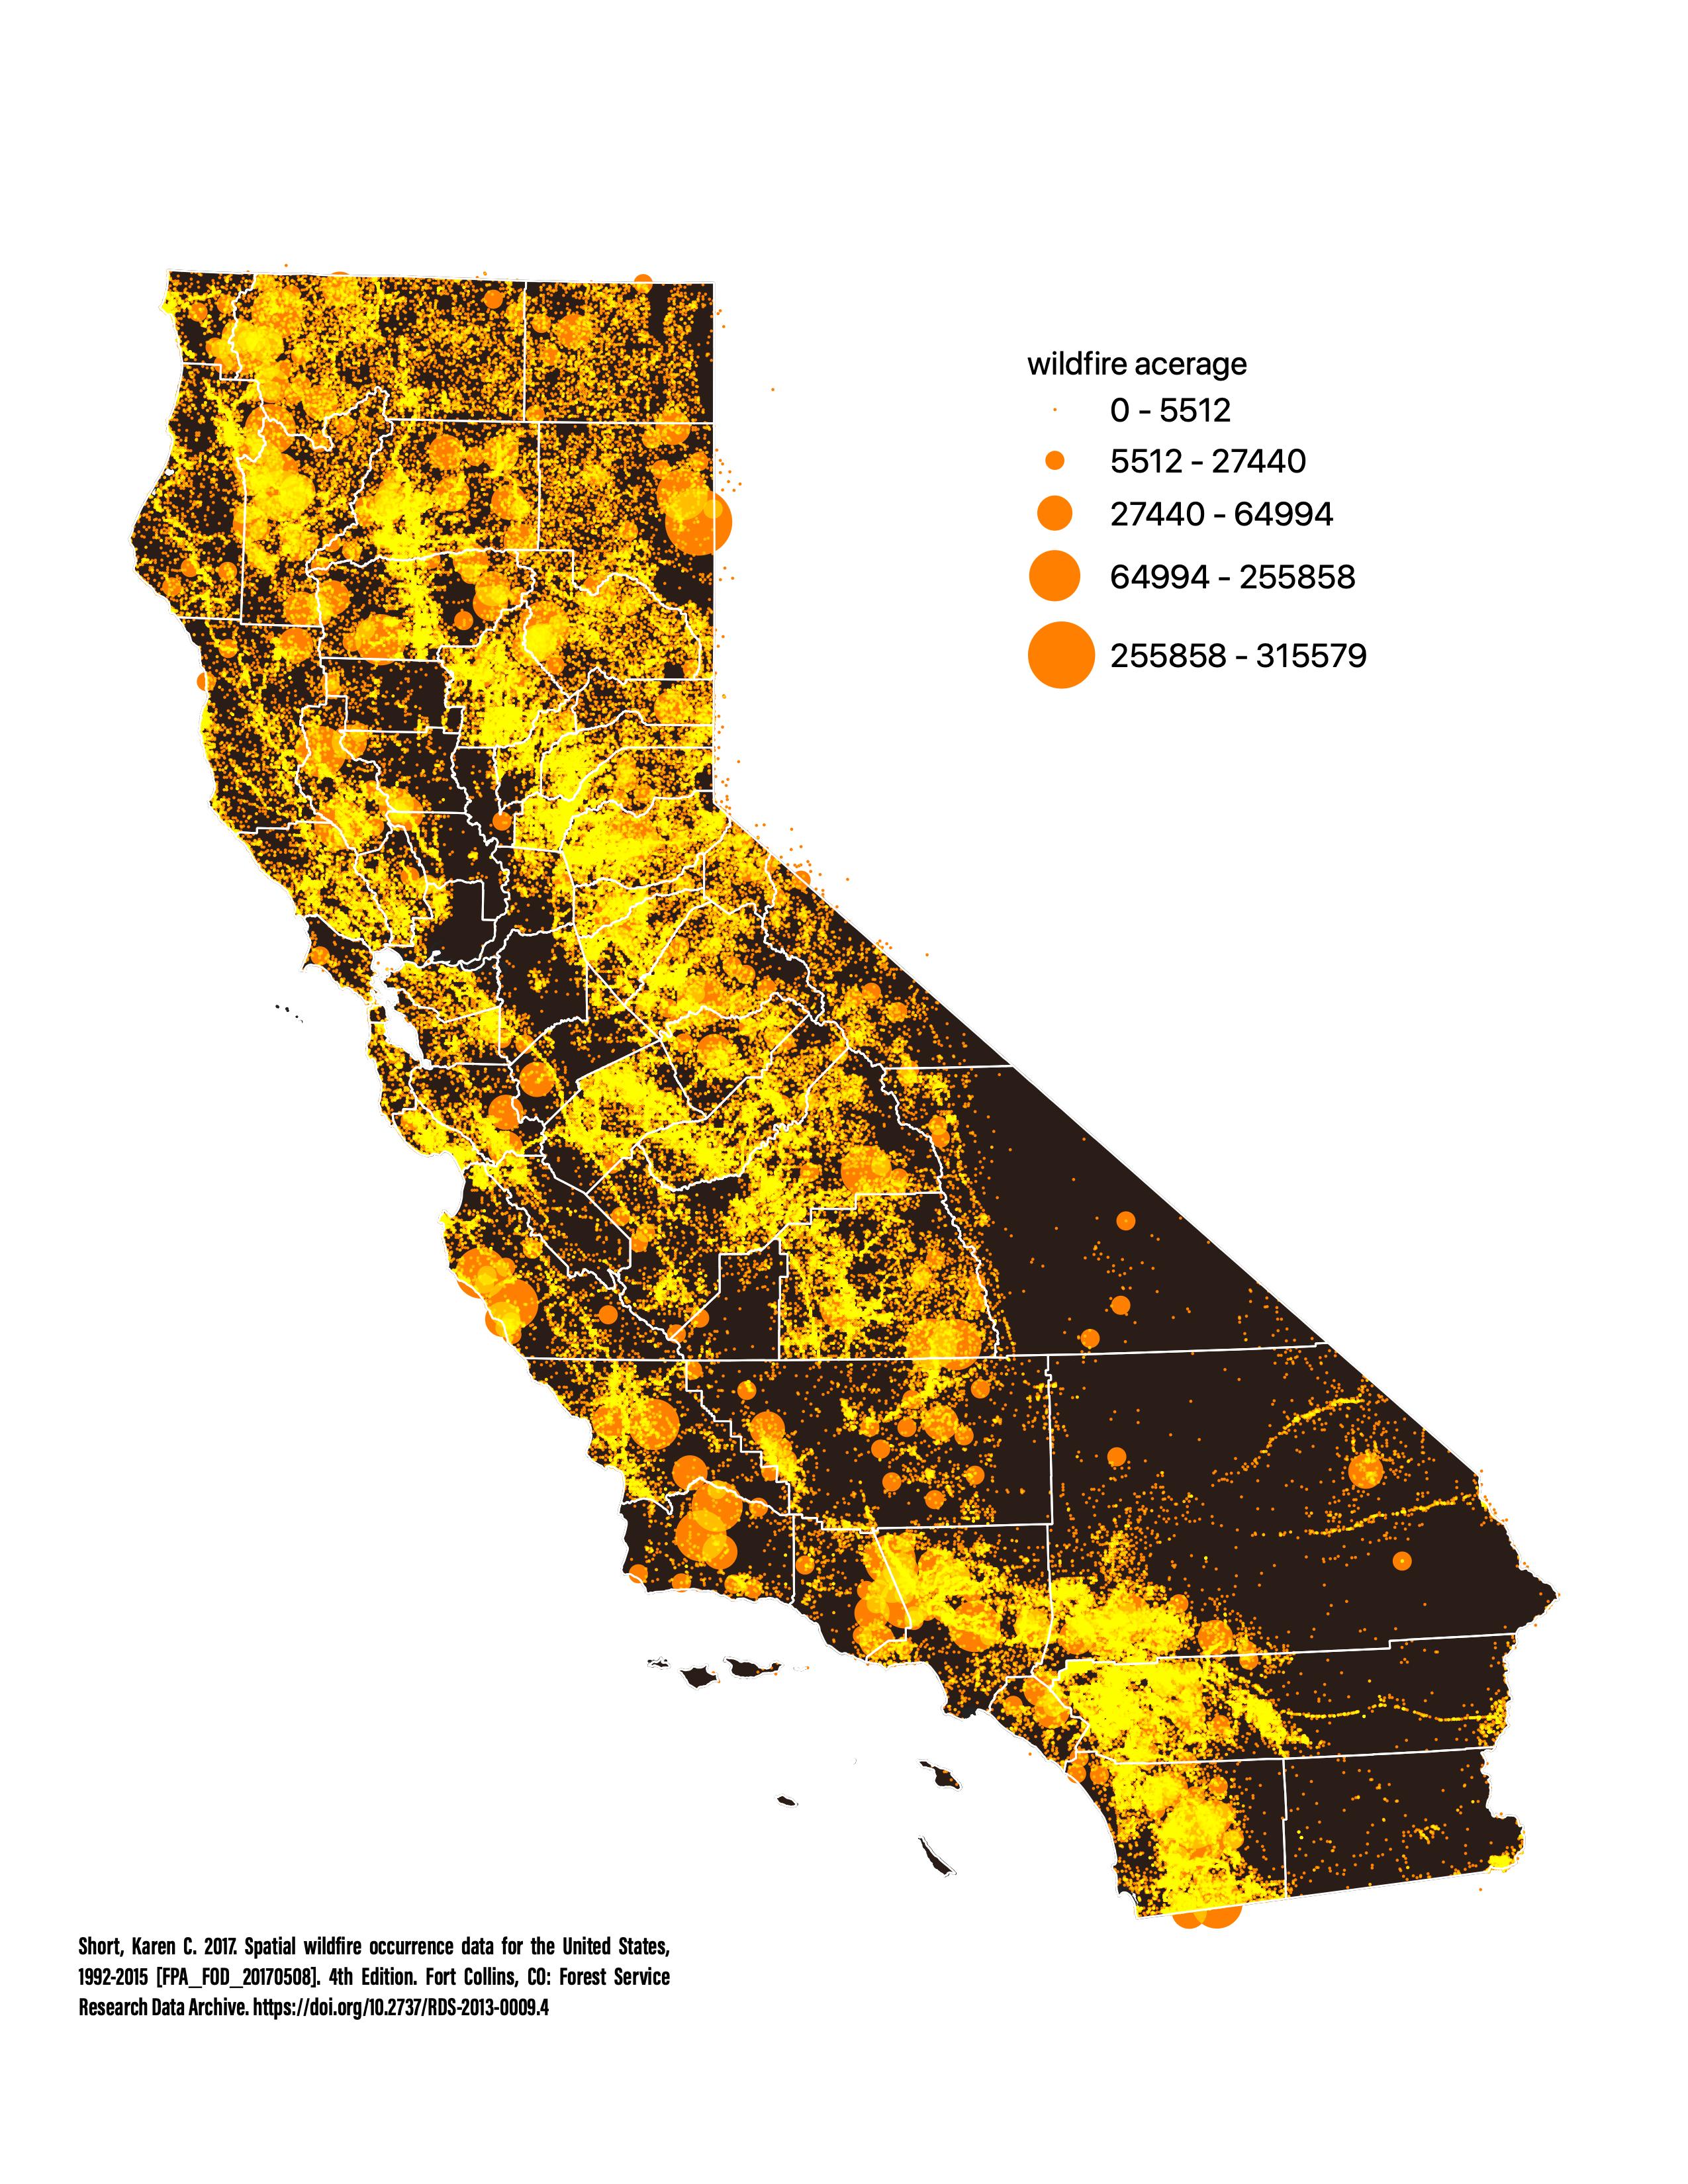 wildfire acerage
0 - 5512
5512 - 27440
27440 - 64994
64994 - 255858
255858 - 315579
Short, Karen C. 2017. Spatial wildfire occurrence data for the United States,
1992-2015 [FPA_FOD_20170508]. 4th Edition. Fort Collins, CO: Forest Service
Research Data Archive. https://doi.org/10.2737/RDS-2013-0009.4